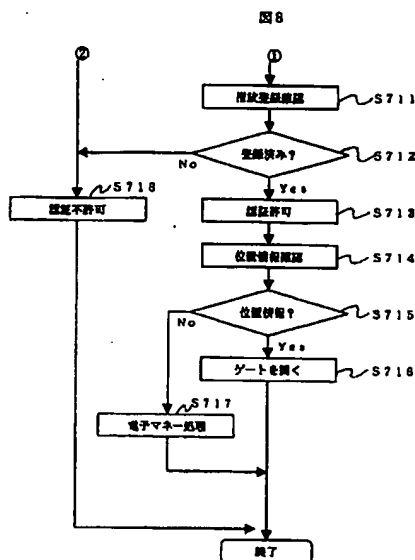 図8
②
①
指紋登録確認
S711
登録済み?
S712
No
Yes
S718
認証不許可
認証許可
S713
位置情報確認
S714
位置情報?
S715
No
Yes
ゲートを開く
S716
S717
電子マネー処理
終了